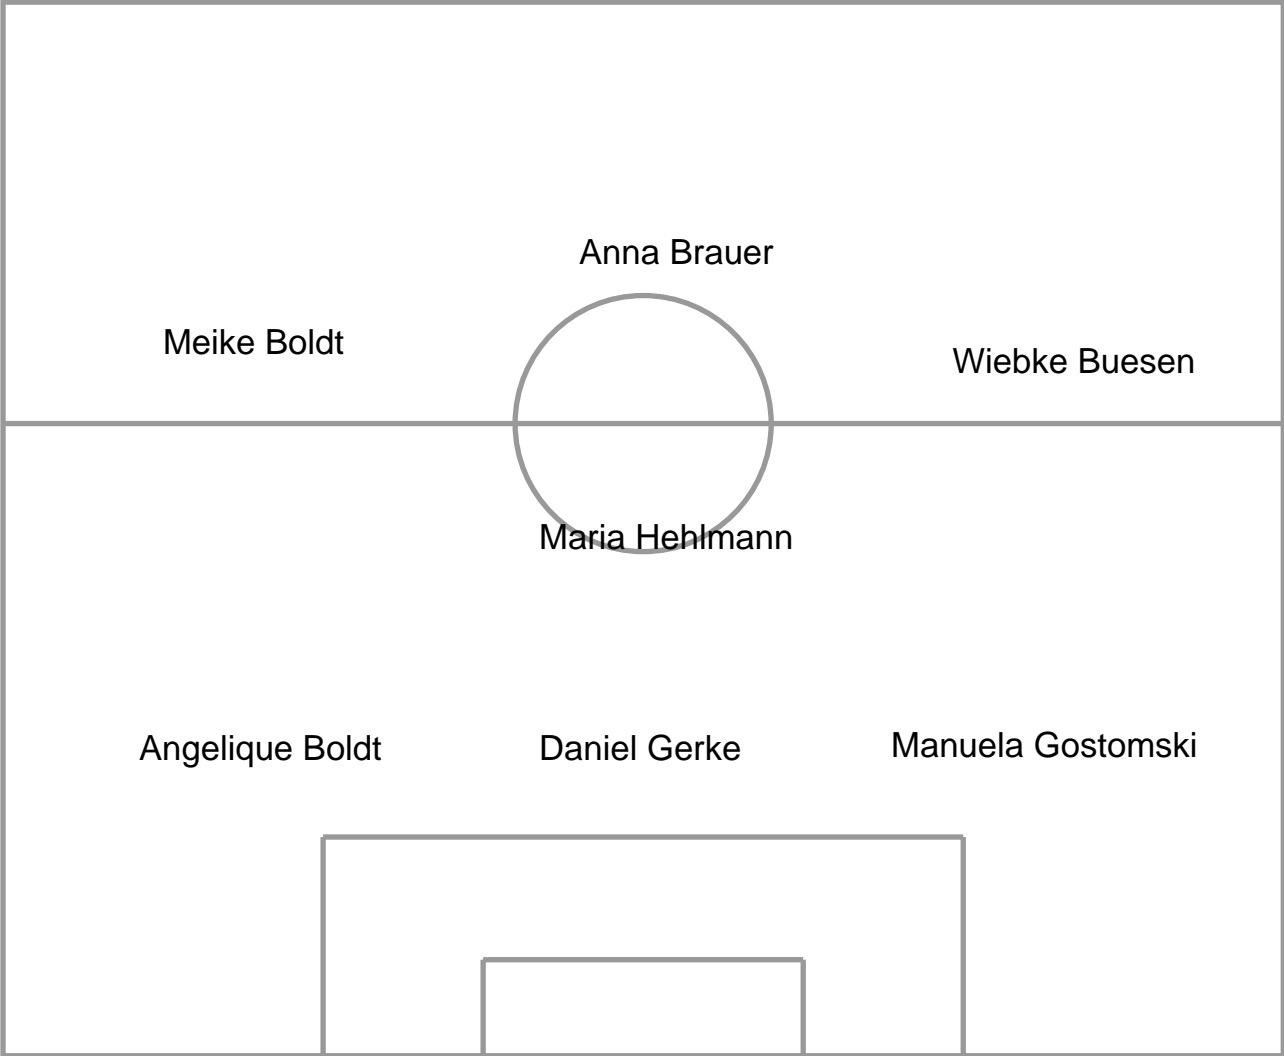 Anna Brauer
Meike Boldt
Wiebke Buesen
Maria Hehlmann
Angelique Boldt
Daniel Gerke
Manuela Gostomski